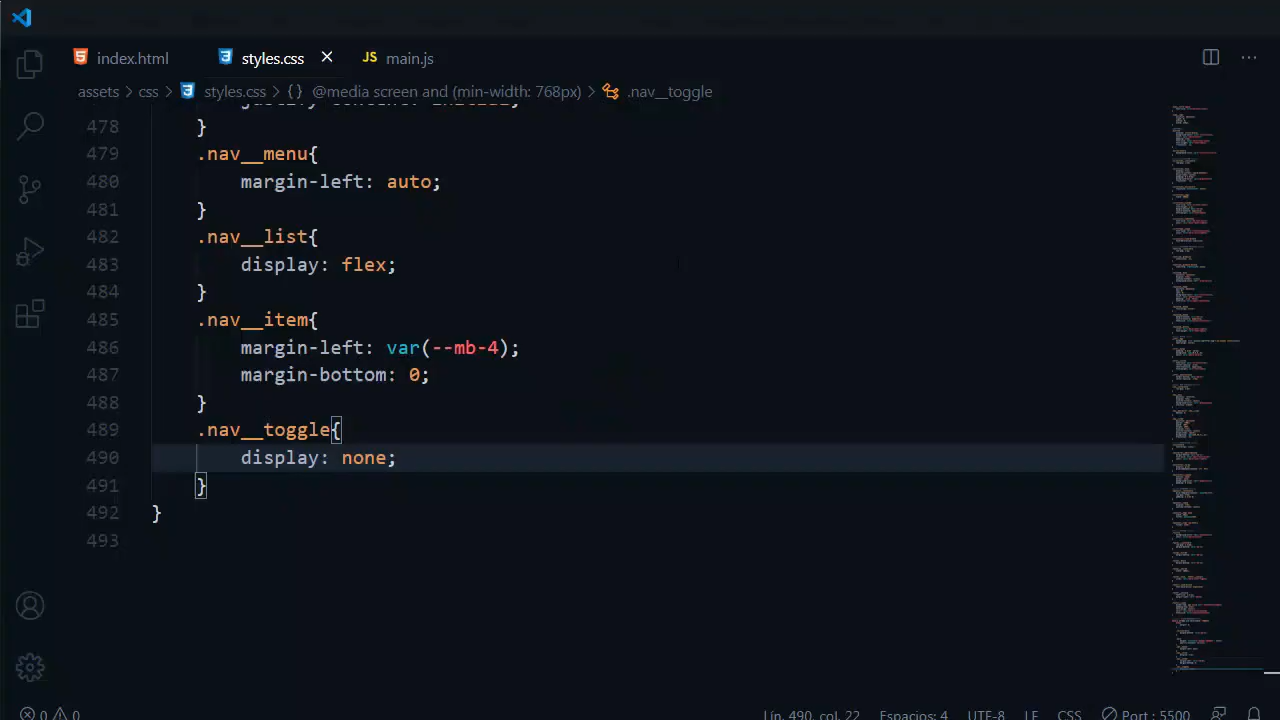 index.html styles.css JS main.js
assets > css > styles.css > {} @media screen and (min-width: 768px) > .nav__toggle
478 }
479 .nav__menu{
480 margin-left: auto;
481 }
482 .nav__list{
483 display: flex;
484 }
485 .nav__item{
486 margin-left: var(--mb-4);
487 margin-bottom: 0;
488 }
489 .nav__toggle{
490 display: none;
491 }
492 }
493
0 0 Lín. 490, col. 22 Espacios: 4 UTF-8 LF CSS Port : 5500